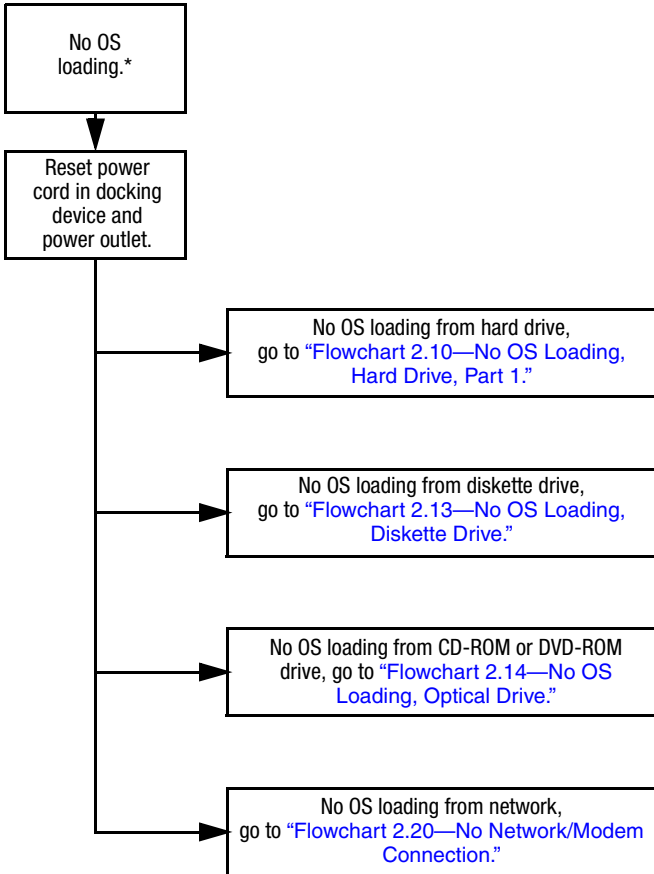 No OS
loading.*
Reset power
cord in docking
device and
power outlet.
No OS loading from hard drive,
go to “Flowchart 2.10—No OS Loading,
Hard Drive, Part 1.”
No OS loading from diskette drive,
go to “Flowchart 2.13—No OS Loading,
Diskette Drive.”
No OS loading from CD-ROM or DVD-ROM
drive, go to “Flowchart 2.14—No OS
Loading, Optical Drive.”
No OS loading from network,
go to “Flowchart 2.20—No Network/Modem
Connection.”